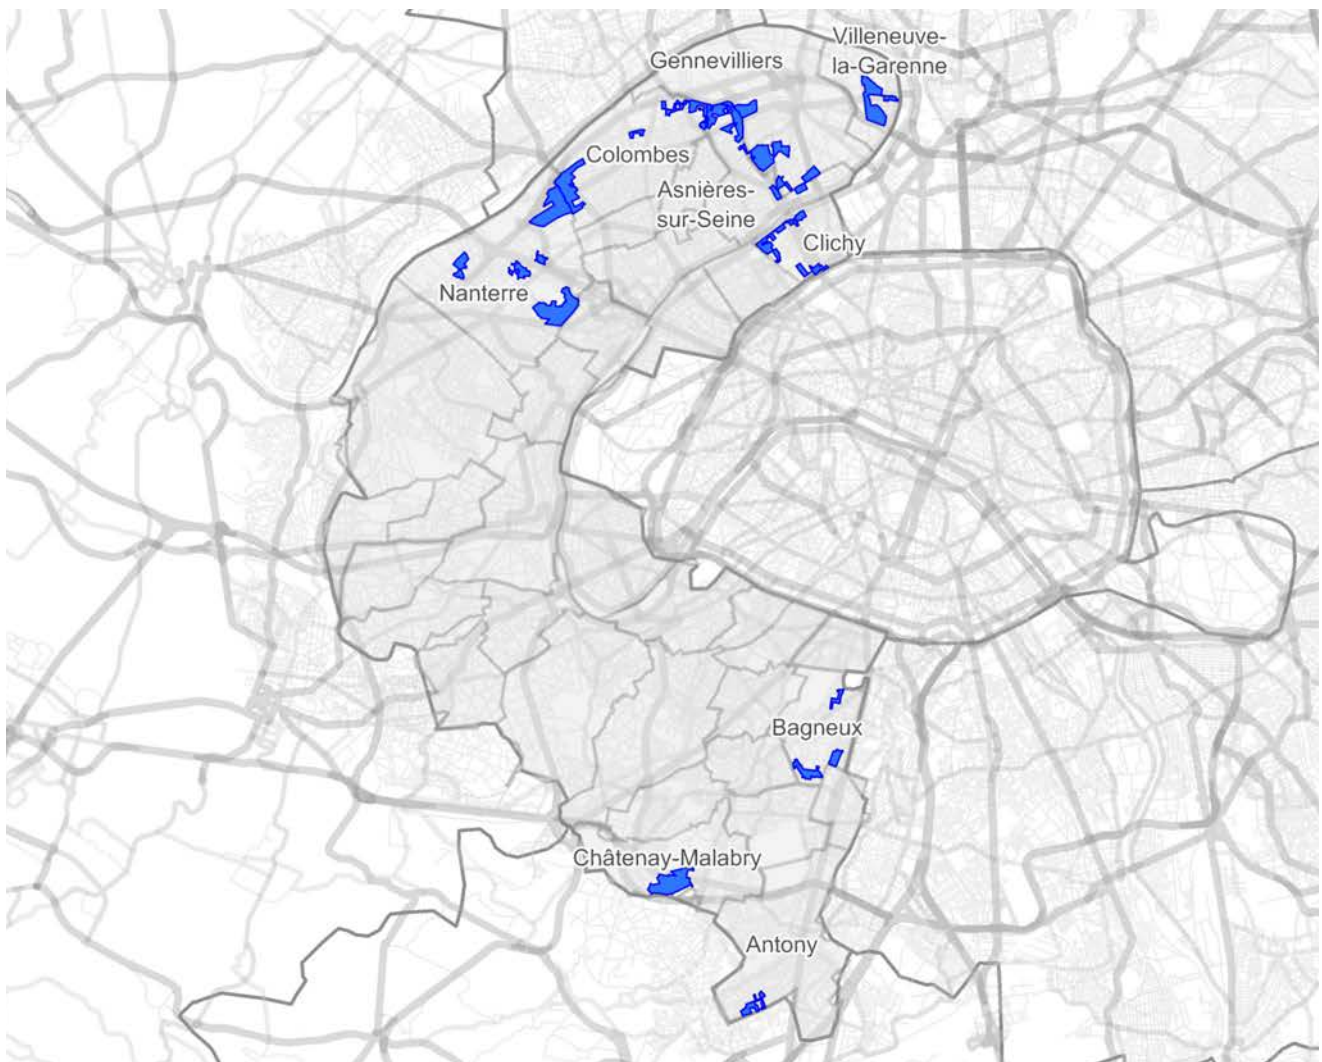 Villeneuve-
la-Garenne
Gennevilliers
Colombes
Asnières-
sur-Seine
Clichy
Nanterre
Bagneux
Châtenay-Malabry
Antony